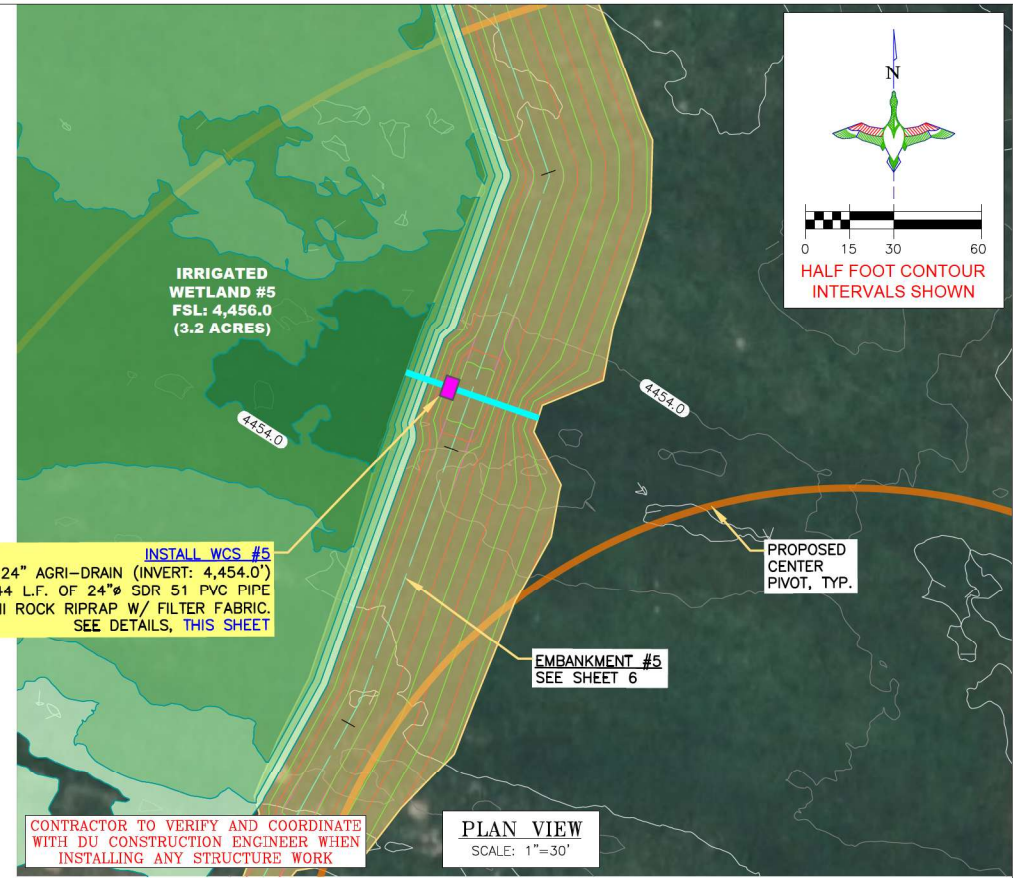 N
0 15 30 60
HALF FOOT CONTOUR
INTERVALS SHOWN
IRRIGATED
WETLAND #5
FSL: 4,456.0
(3.2 ACRES)
4454.0
4454.0
INSTALL WCS #5
24" AGRI-DRAIN (INVERT: 4,454.0')
44 L.F. OF 24"ø SDR 51 PVC PIPE
ROCK RIPRAP W/ FILTER FABRIC.
SEE DETAILS, THIS SHEET
PROPOSED
CENTER
PIVOT, TYP.
EMBANKMENT #5
SEE SHEET 6
CONTRACTOR TO VERIFY AND COORDINATE
WITH DU CONSTRUCTION ENGINEER WHEN
INSTALLING ANY STRUCTURE WORK
PLAN VIEW
SCALE: 1"=30'